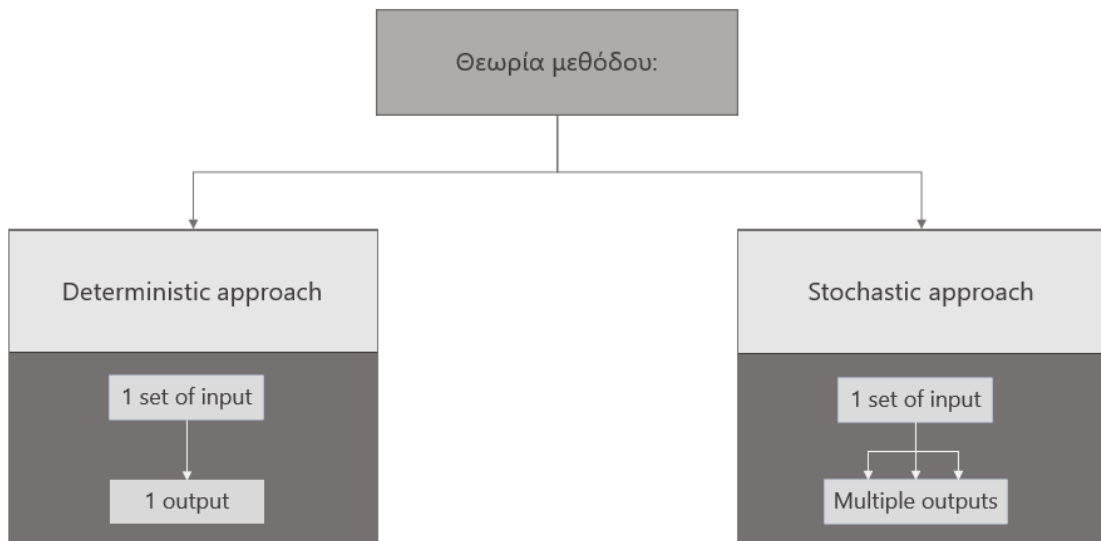 Θεωρία μεθόδου:
Deterministic approach
1 set of input
1 output
Stochastic approach
1 set of input
Multiple outputs